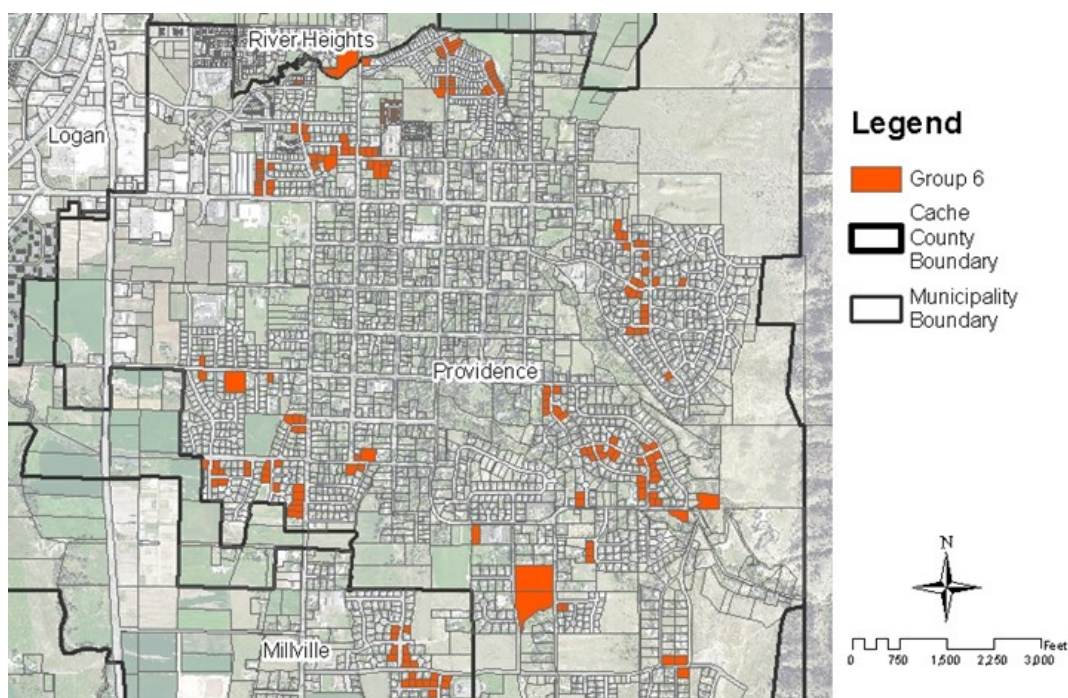 River Heights
Logan
Providence
Millville
Legend
Group 6
Cache
County
Boundary
Municipality
Boundary
N
Feet
0 750 1,500 2,250 3,000